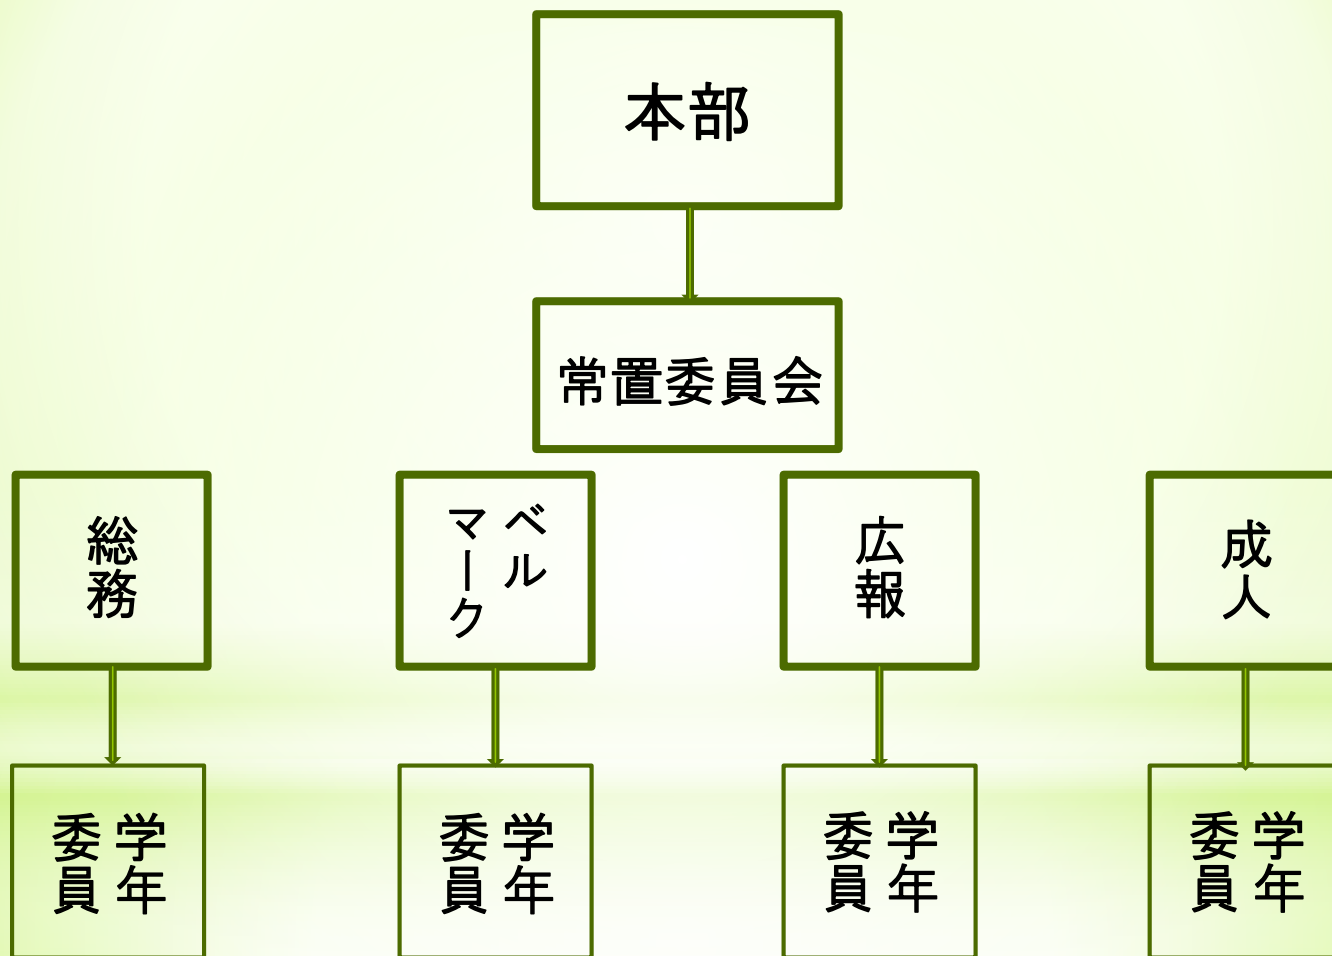 本部
常置委員会
総務
ベル
マーク
広報
成人
学年
委員
学年
委員
学年
委員
学年
委員